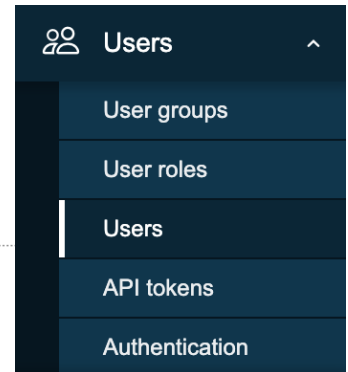 Users
User groups
User roles
Users
API tokens
Authentication